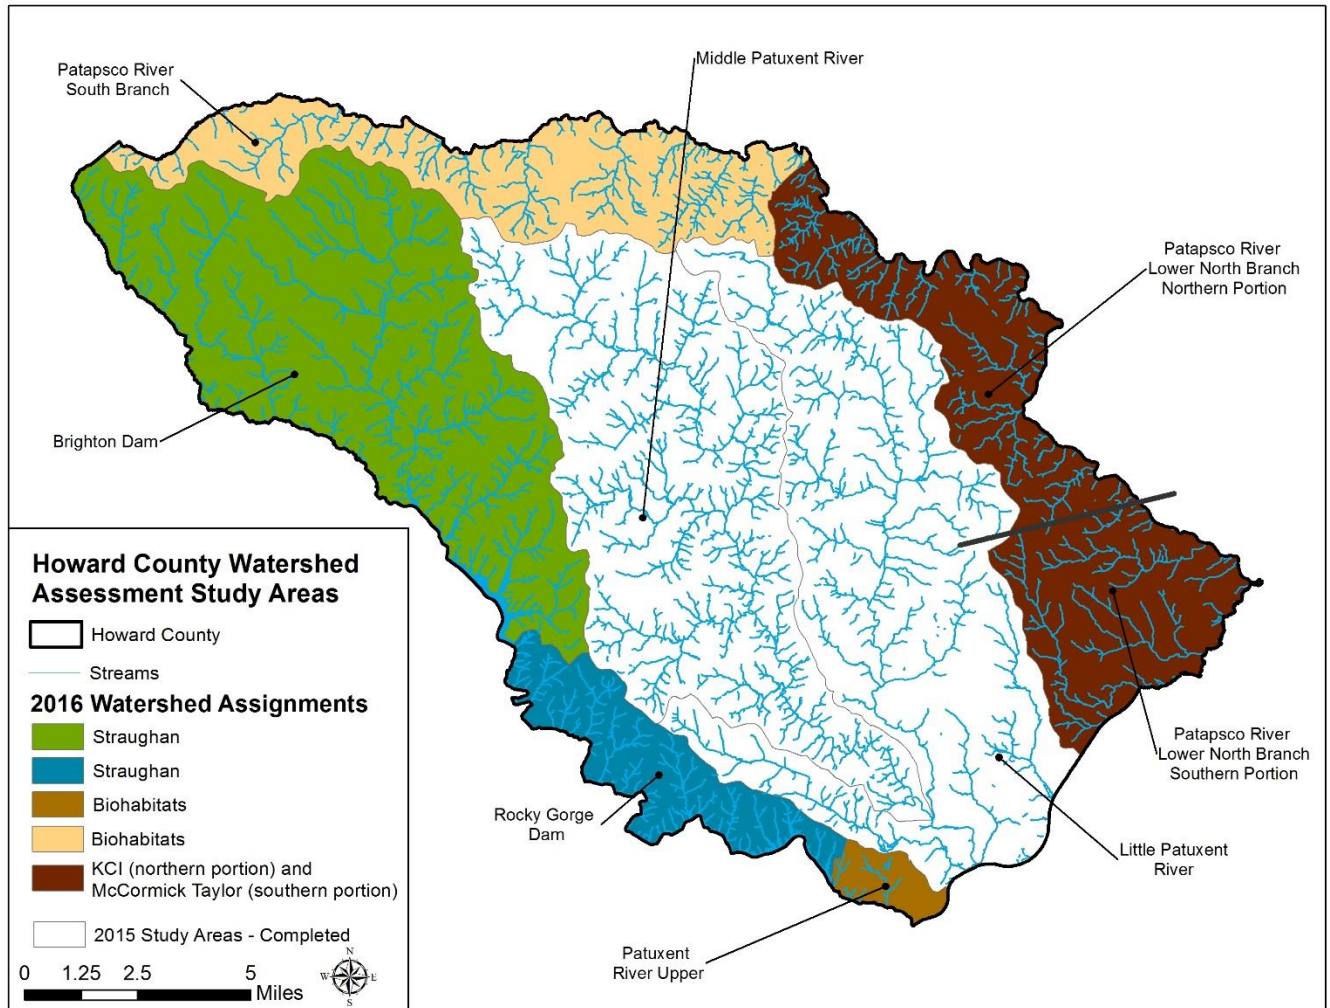 Patapsco River
South Branch
Middle Patuxent River
Patapsco River
Lower North Branch
Northern Portion
Brighton Dam
Howard County Watershed
Assessment Study Areas
Howard County
Streams
2016 Watershed Assignments
Straughan
Straughan
Biohabitats
Biohabitats
KCI (northern portion) and
McCormick Taylor (southern portion)
2015 Study Areas - Completed
0 1.25 2.5 5
Miles
N
W E
S
Rocky Gorge
Dam
Patapsco River
Lower North Branch
Southern Portion
Little Patuxent
River
Patuxent
River Upper